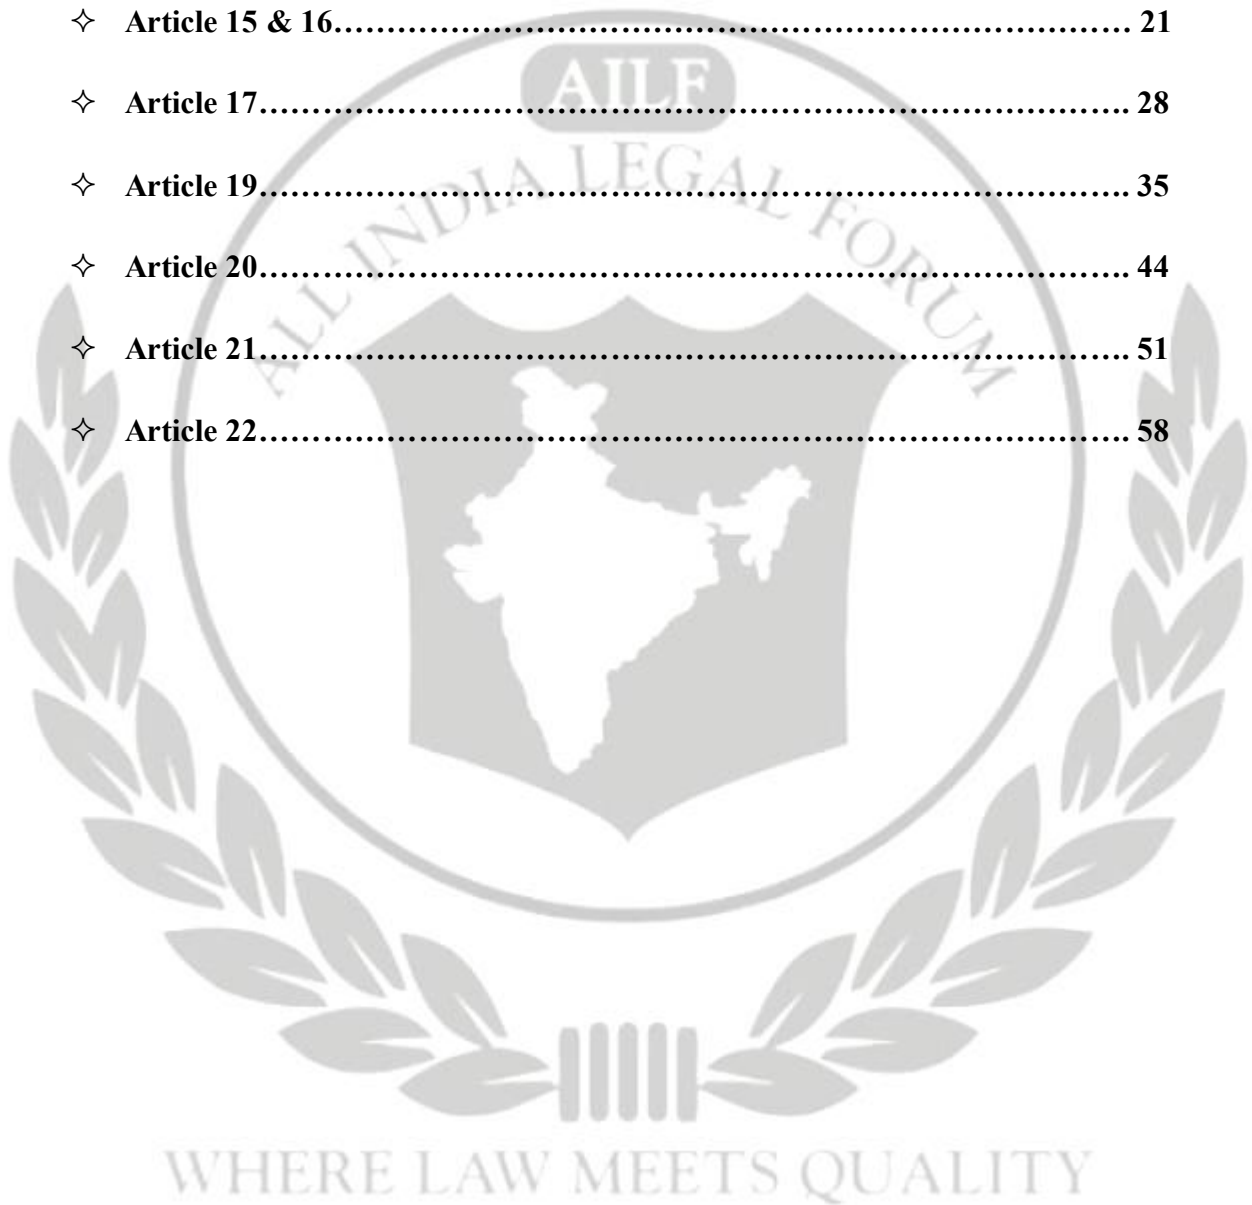 ✧ Article 15 & 16………………………………………………………………… 21
AILF
✧ Article 17……………………………………………………………………….. 28
ALL INDIA LEGAL FORUM
✧ Article 19……………………………………………………………………….. 35
✧ Article 20……………………………………………………………………….. 44
✧ Article 21……………………………………………………………………….. 51
✧ Article 22……………………………………………………………………….. 58
WHERE LAW MEETS QUALITY